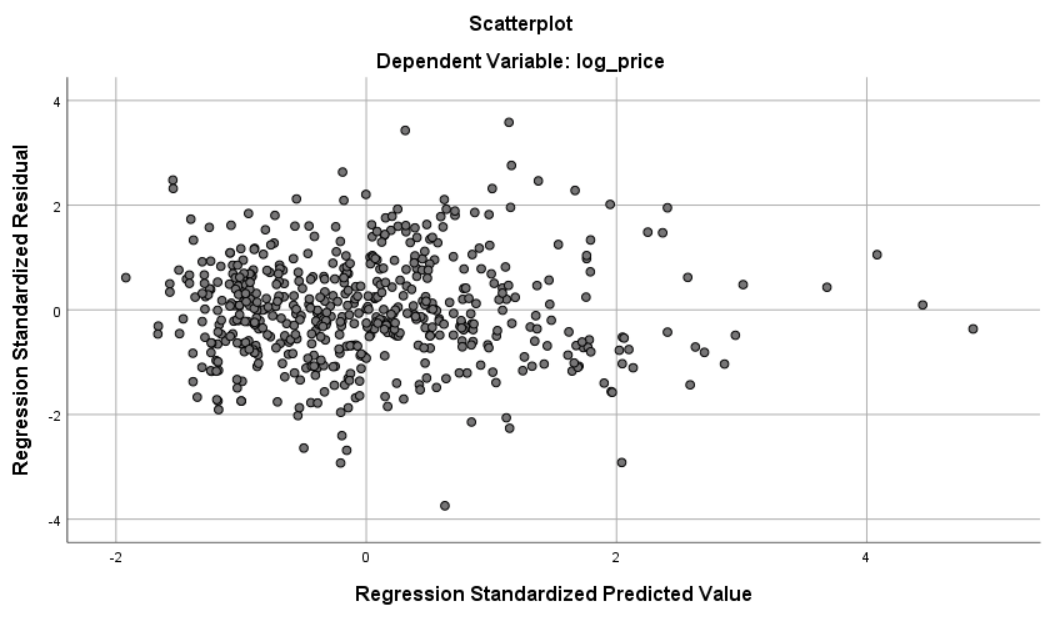 Scatterplot
Dependent Variable: log_price
Regression Standardized Residual
4
2
0
-2
-4
-2 0 2 4
Regression Standardized Predicted Value